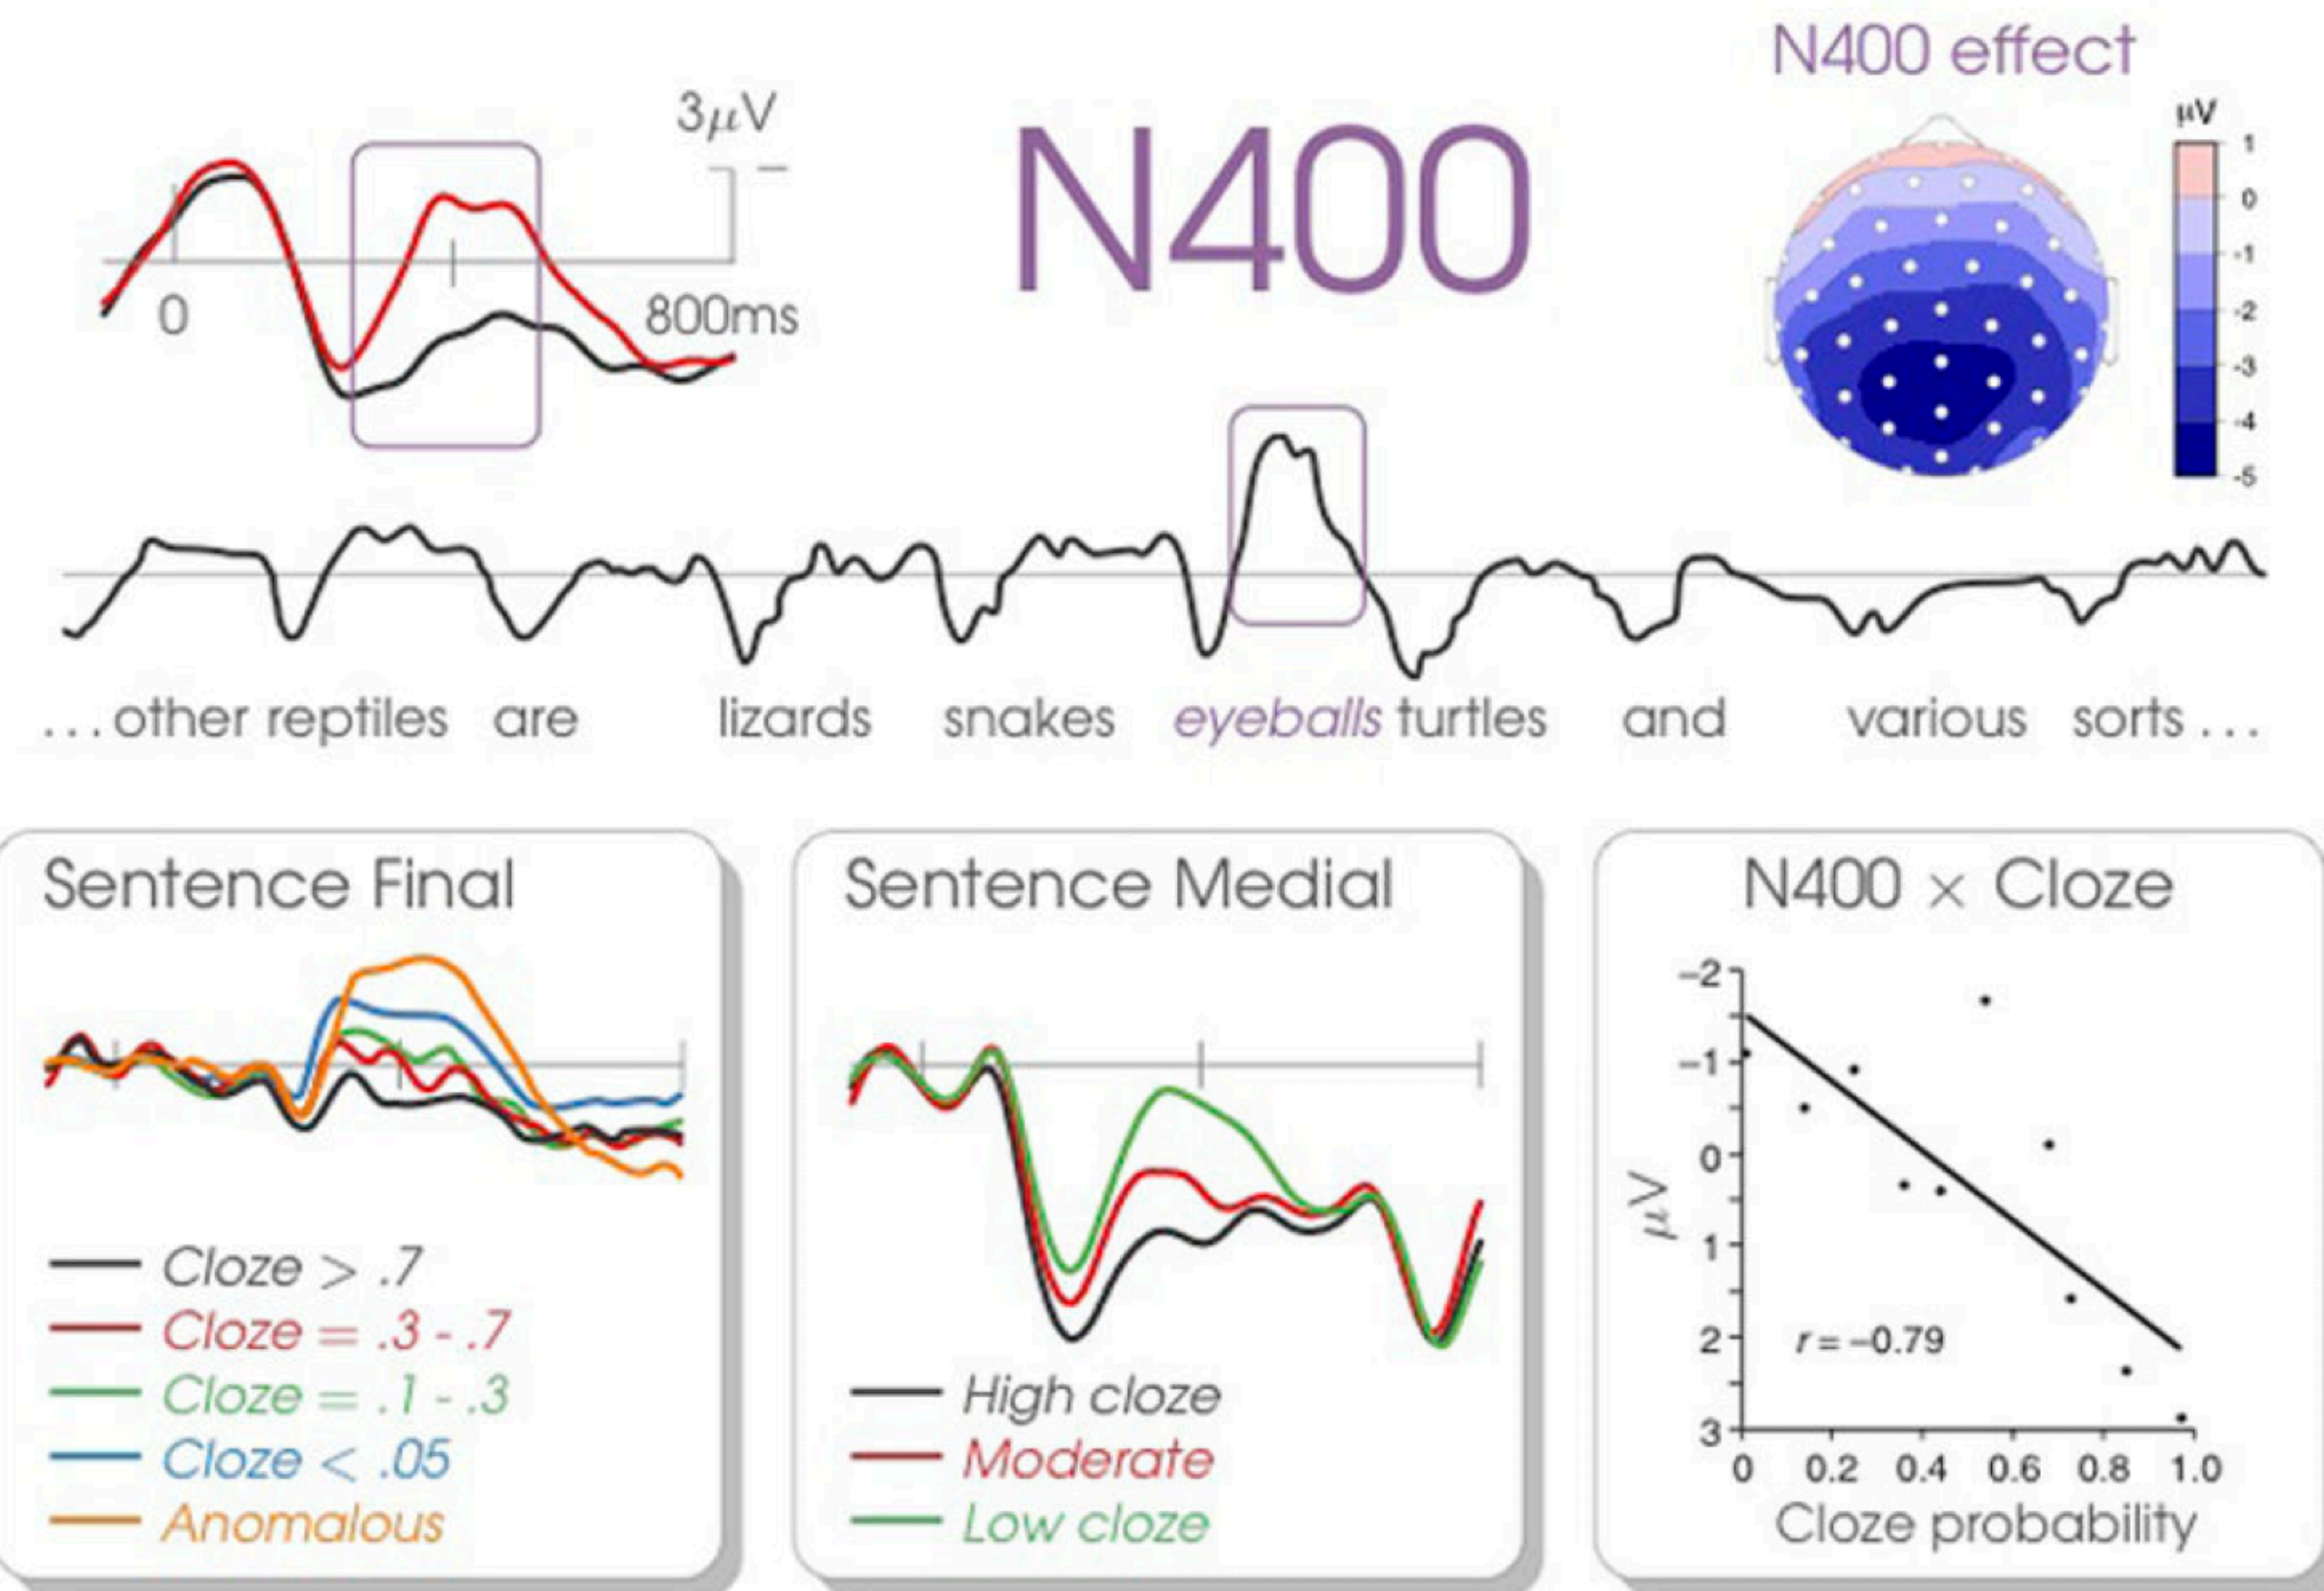 N400 effect
3μV
N400
μV
1
0
-1
-2
-3
-4
-5
0
800ms
...other reptiles are lizards snakes eyeballs turtles and various sorts...
Sentence Final
Cloze > .7
Cloze = .3 - .7
Cloze = .1 - .3
Cloze < .05
Anomalous
Sentence Medial
High cloze
Moderate
Low cloze
N400 × Cloze
−2
−1
0
1
2
3
μV
r = −0.79
0 0.2 0.4 0.6 0.8 1.0
Cloze probability